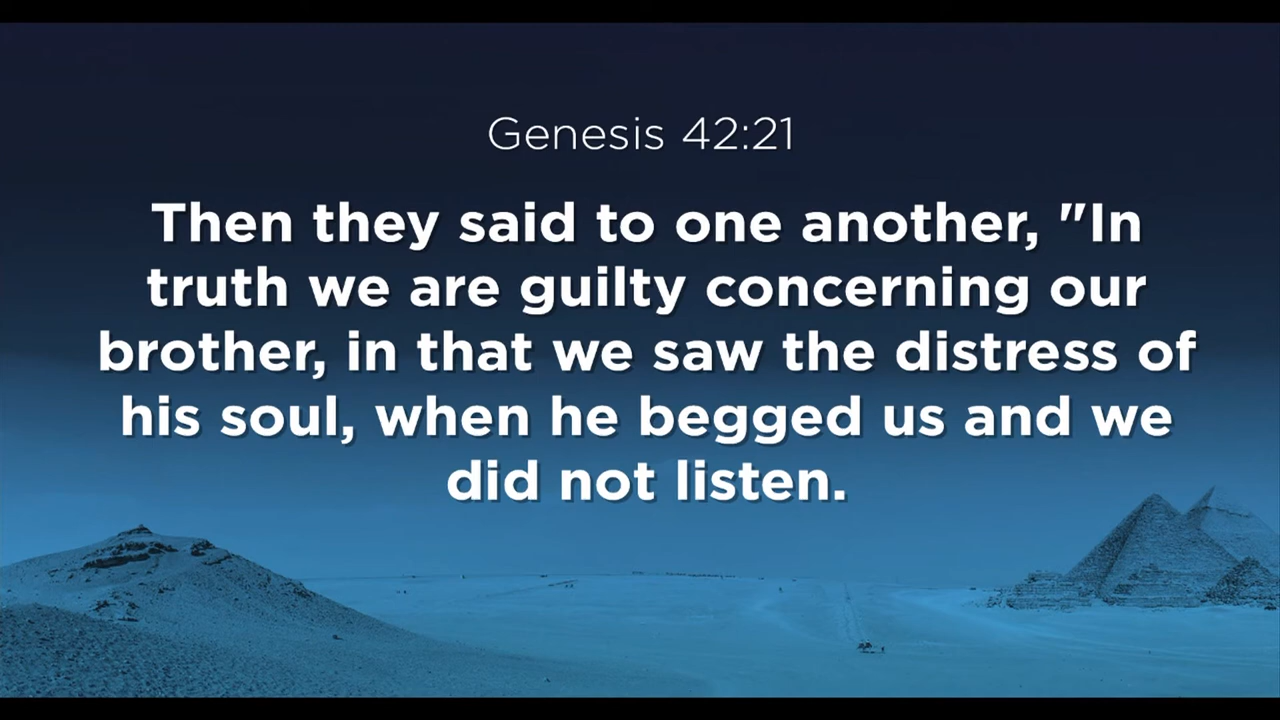 Genesis 42:21
Then they said to one another, "In
truth we are guilty concerning our
brother, in that we saw the distress of
his soul, when he begged us and we
did not listen.